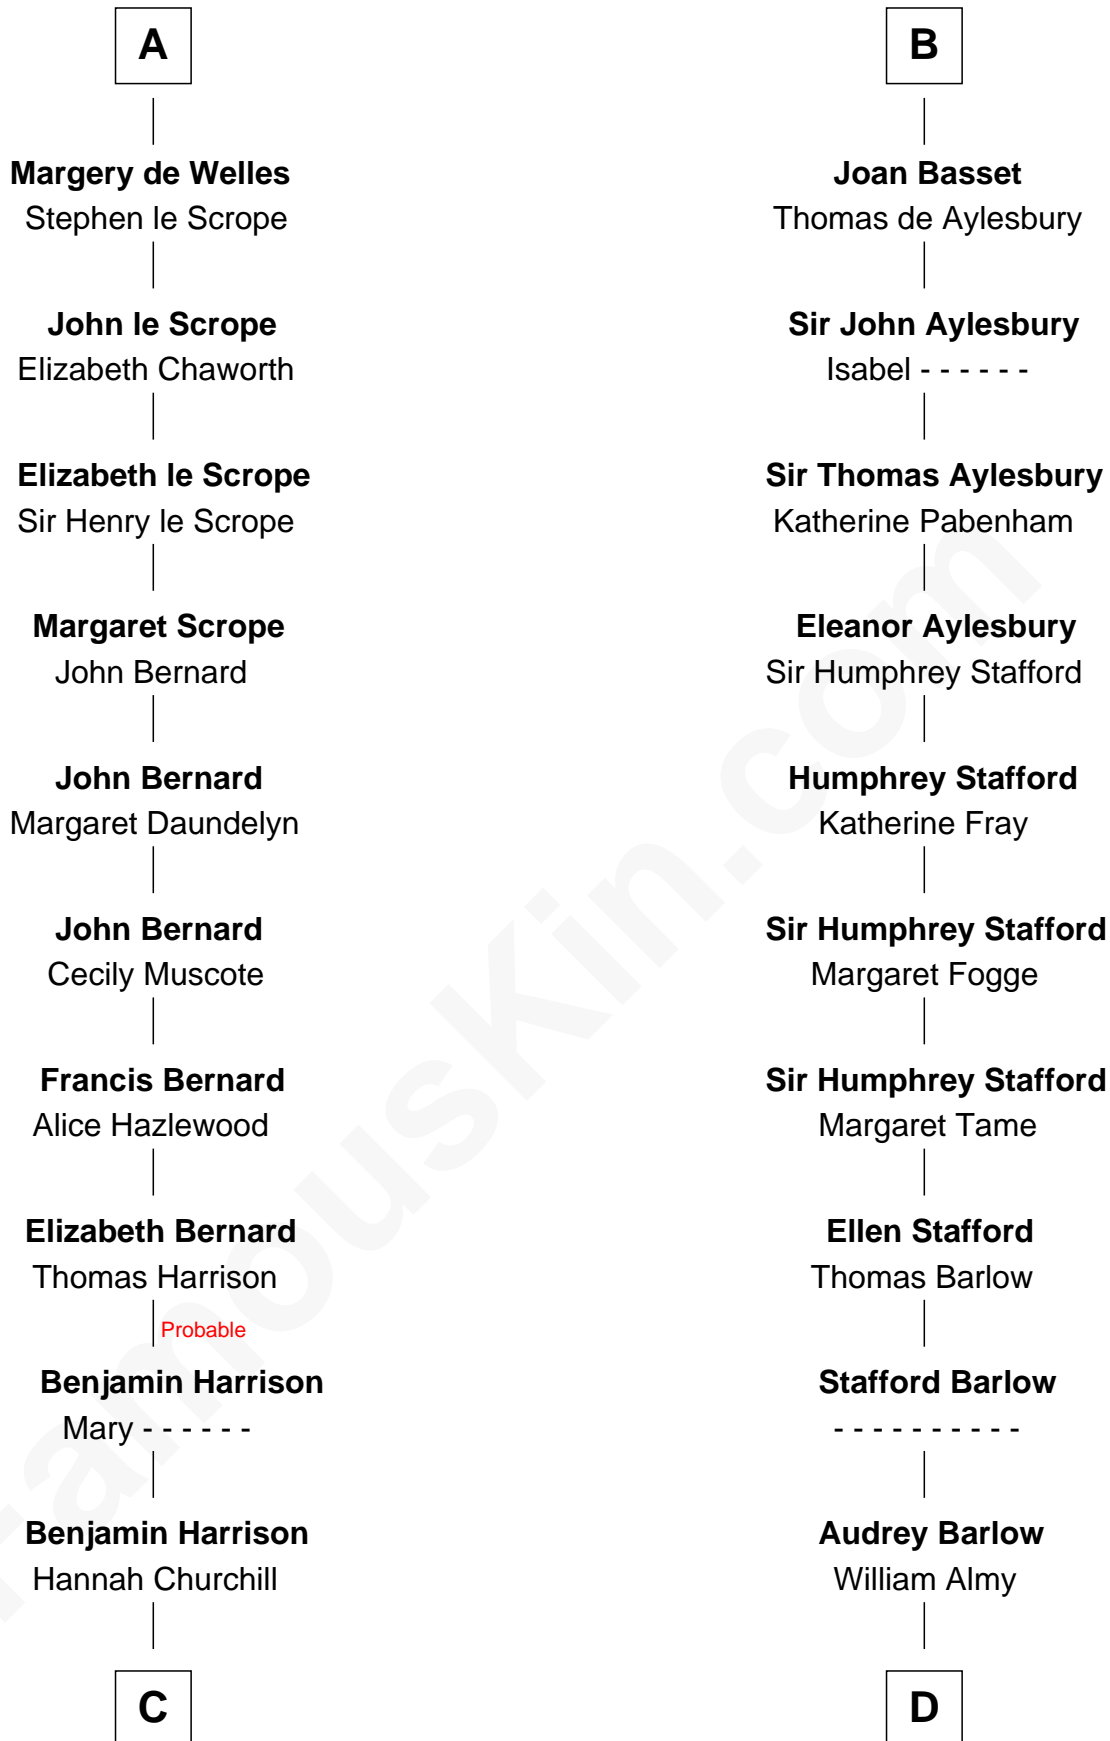 A
Margery de Welles
Stephen le Scrope
John le Scrope
Elizabeth Chaworth
Elizabeth le Scrope
Sir Henry le Scrope
Margaret Scrope
John Bernard
John Bernard
Margaret Daundelyn
John Bernard
Cecily Muscote
Francis Bernard
Alice Hazlewood
Elizabeth Bernard
Thomas Harrison
Probable
Benjamin Harrison
Mary - - - - - -
Benjamin Harrison
Hannah Churchill
C
B
Joan Basset
Thomas de Aylesbury
Sir John Aylesbury
Isabel - - - - - -
Sir Thomas Aylesbury
Katherine Pabenham
Eleanor Aylesbury
Sir Humphrey Stafford
Humphrey Stafford
Katherine Fray
Sir Humphrey Stafford
Margaret Fogge
Sir Humphrey Stafford
Margaret Tame
Ellen Stafford
Thomas Barlow
Stafford Barlow
- - - - - - - - - -
Audrey Barlow
William Almy
D
FamousKin.com